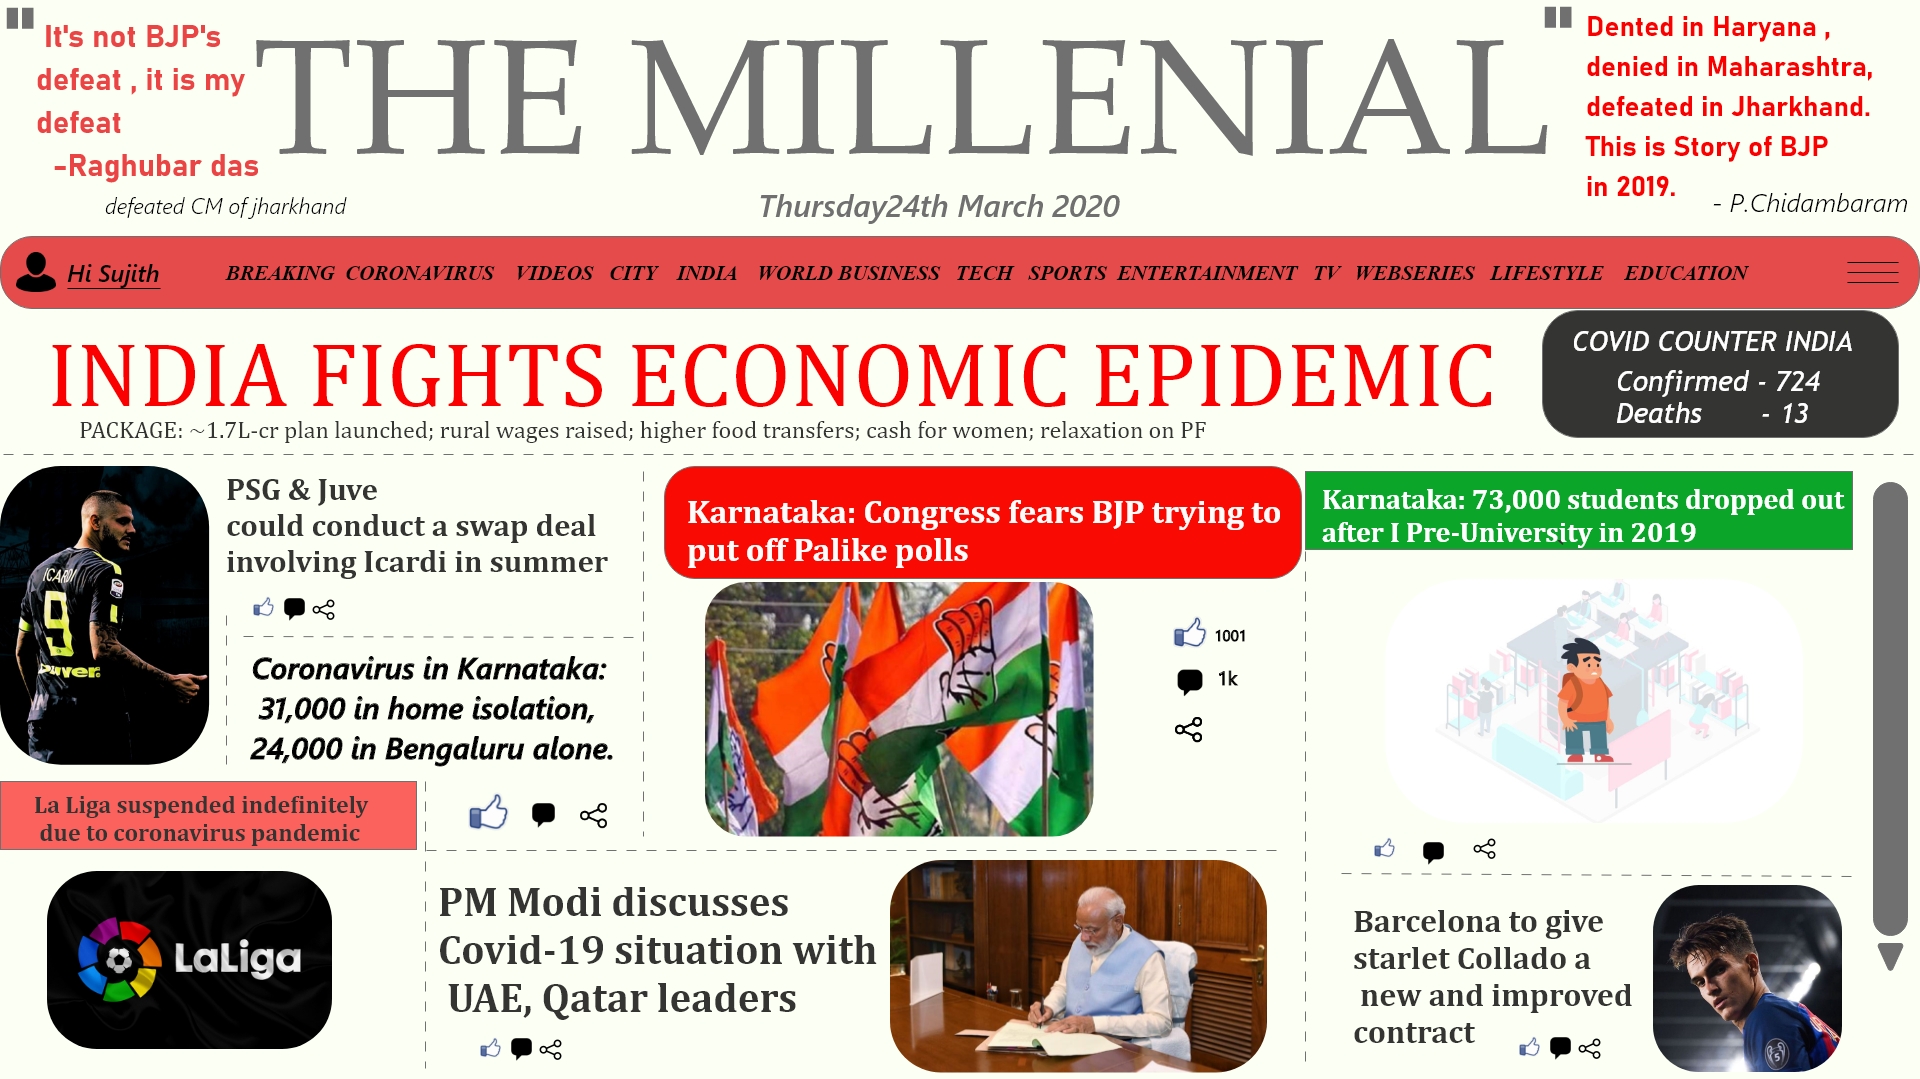 "
It's not BJP's
defeat , it is my
defeat
-Raghubar das
defeated CM of jharkhand
THE MILLENIAL
Thursday24th March 2020
"
Dented in Haryana ,
denied in Maharashtra,
defeated in Jharkhand.
This is Story of BJP
in 2019.
- P.Chidambaram
Hi Sujith
BREAKING CORONAVIRUS VIDEOS CITY INDIA WORLD BUSINESS TECH SPORTS ENTERTAINMENT TV WEBSERIES LIFESTYLE EDUCATION
INDIA FIGHTS ECONOMIC EPIDEMIC
PACKAGE: ~1.7L-cr plan launched; rural wages raised; higher food transfers; cash for women; relaxation on PF
COVID COUNTER INDIA
Confirmed - 724
Deaths - 13
ICARDI
9
PSG & Juve
could conduct a swap deal
involving Icardi in summer
Coronavirus in Karnataka:
31,000 in home isolation,
24,000 in Bengaluru alone.
Karnataka: Congress fears BJP trying to
put off Palike polls
1001
1k
Karnataka: 73,000 students dropped out
after I Pre-University in 2019
La Liga suspended indefinitely
due to coronavirus pandemic
LaLiga
PM Modi discusses
Covid-19 situation with
UAE, Qatar leaders
Barcelona to give
starlet Collado a
new and improved
contract